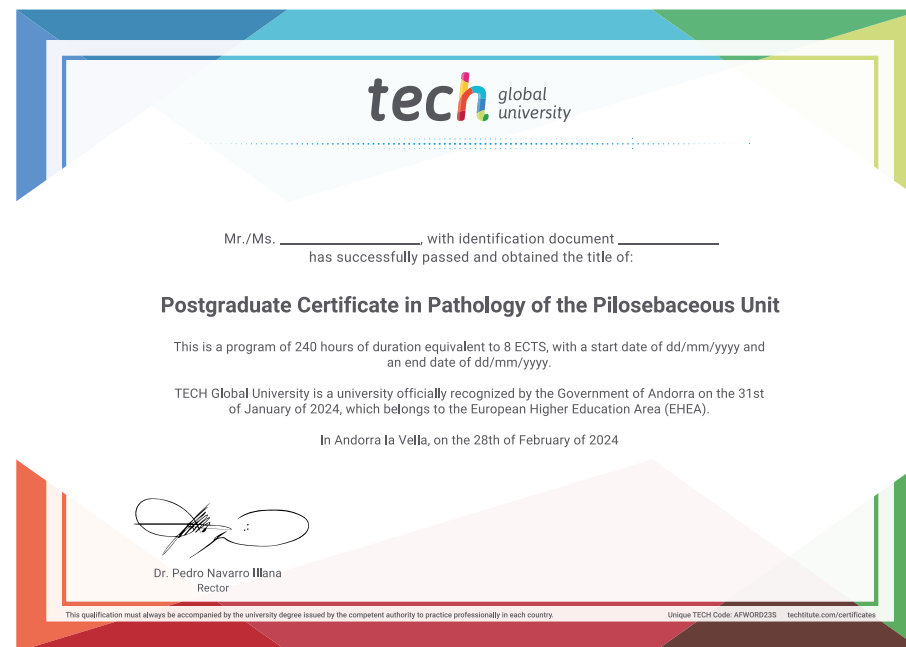 tech global
university
Mr./Ms. ____________, with identification document ____________
has successfully passed and obtained the title of:
Postgraduate Certificate in Pathology of the Pilosebaceous Unit
This is a program of 240 hours of duration equivalent to 8 ECTS, with a start date of dd/mm/yyyy and
an end date of dd/mm/yyyy.
TECH Global University is a university officially recognized by the Government of Andorra on the 31st
of January of 2024, which belongs to the European Higher Education Area (EHEA).
In Andorra la Vella, on the 28th of February of 2024
Dr. Pedro Navarro Illana
Rector
This qualification must always be accompanied by the university degree issued by the competent authority to practice professionally in each country. Unique TECH Code: AFWORD23S techtitute.com/certificates